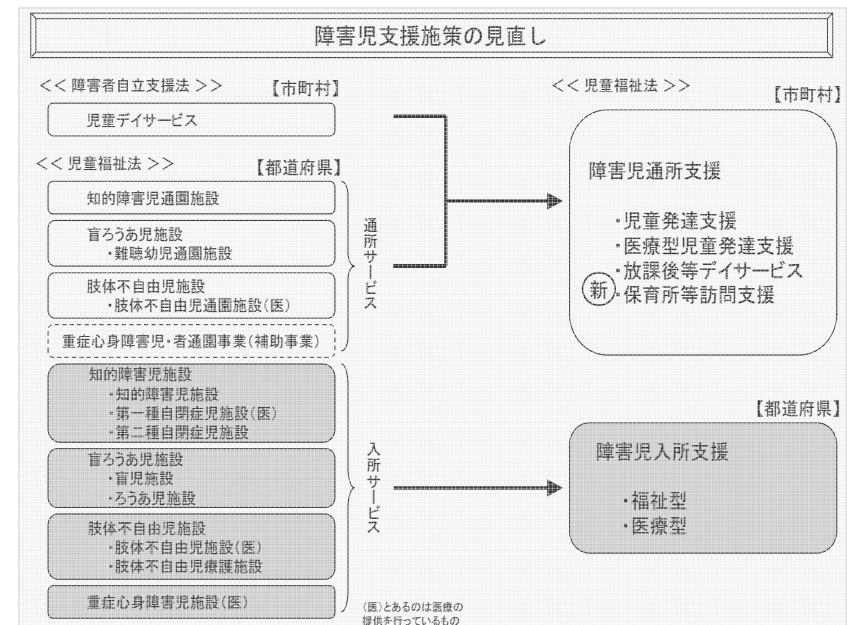 障害児支援施策の見直し
<< 障害者自立支援法 >>
【市町村】
児童デイサービス
<< 児童福祉法 >>
【都道府県】
知的障害児通園施設
盲ろうあ児施設
・難聴幼児通園施設
肢体不自由児施設
・肢体不自由児通園施設(医)
重症心身障害児・者通園事業(補助事業)
通所サービス
知的障害児施設
・知的障害児施設
・第一種自閉症児施設(医)
・第二種自閉症児施設
盲ろうあ児施設
・盲児施設
・ろうあ児施設
肢体不自由児施設
・肢体不自由児施設(医)
・肢体不自由児療護施設
重症心身障害児施設(医)
入所サービス
(医)とあるのは医療の
提供を行っているもの
<< 児童福祉法 >>
【市町村】
障害児通所支援
・児童発達支援
・医療型児童発達支援
・放課後等デイサービス
新・保育所等訪問支援
【都道府県】
障害児入所支援
・福祉型
・医療型